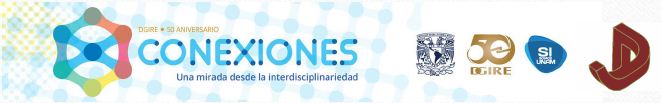 DGIRE • 50 ANIVERSARIO
CONEXIONES
Una mirada desde la interdisciplinariedad
50
DGIRE
SI
UNAM